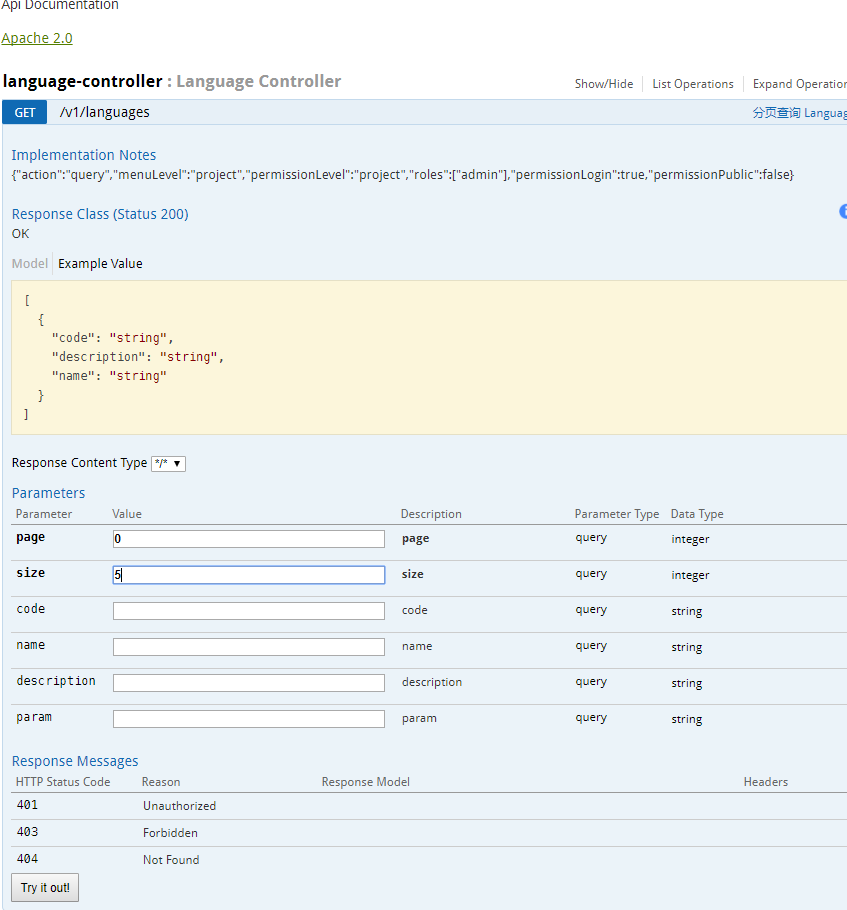 Api Documentation
Apache 2.0
language-controller : Language Controller
Show/Hide List Operations
GET /v1/languages 分页查询
Implementation Notes
{"action":"query","menuLevel":"project","permissionLevel":"project","roles":["admin"],"permissionLogin":true,"permissionPublic":false}
Response Class (Status 200)
OK
Model Example Value
[
{
"code": "string",
"description": "string",
"name": "string"
}
]
Response Content Type */* ▼
Parameters
Parameter Value Description Parameter Type Data Type
page 0 page query integer
size 5 size query integer
code code query string
name name query string
description description query string
param param query string
Response Messages
HTTP Status Code Reason Response Model Headers
401 Unauthorized
403 Forbidden
404 Not Found
Try it out!